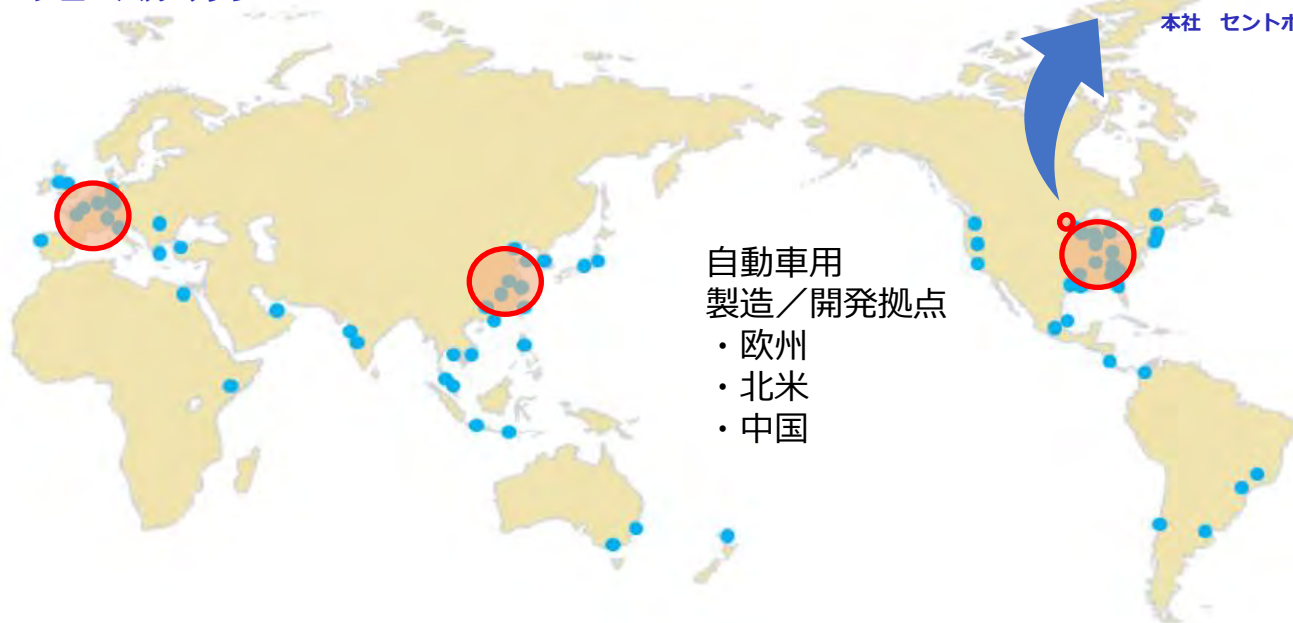 本社 セントポ
自動車用
製造／開発拠点
・欧州
・北米
・中国